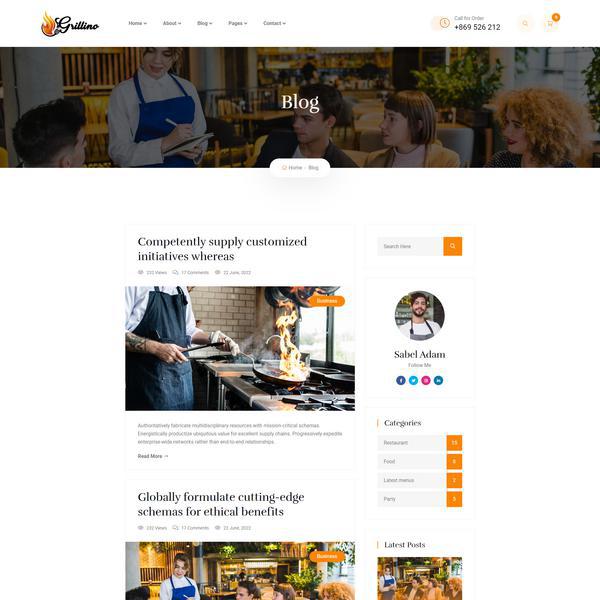 Grillino
Home
About
Blog
Pages
Contact
Call for Order
+869 526 212
Blog
Home - Blog
Competently supply customized
initiatives whereas
232 Views
17 Comments
22 June, 2022
Business
Authoritatively fabricate multidisciplinary resources with mission-critical schemas.
Energistically productize ubiquitous value for excellent supply chains. Progressively expedite
enterprise-wide networks rather than end-to-end relationships.
Read More
Globally formulate cutting-edge
schemas for ethical benefits
232 Views
17 Comments
22 June, 2022
Business
Search Here
Sabel Adam
Follow Me
Categories
Restaurant 15
Food 8
Latest menus 7
Party 5
Latest Posts